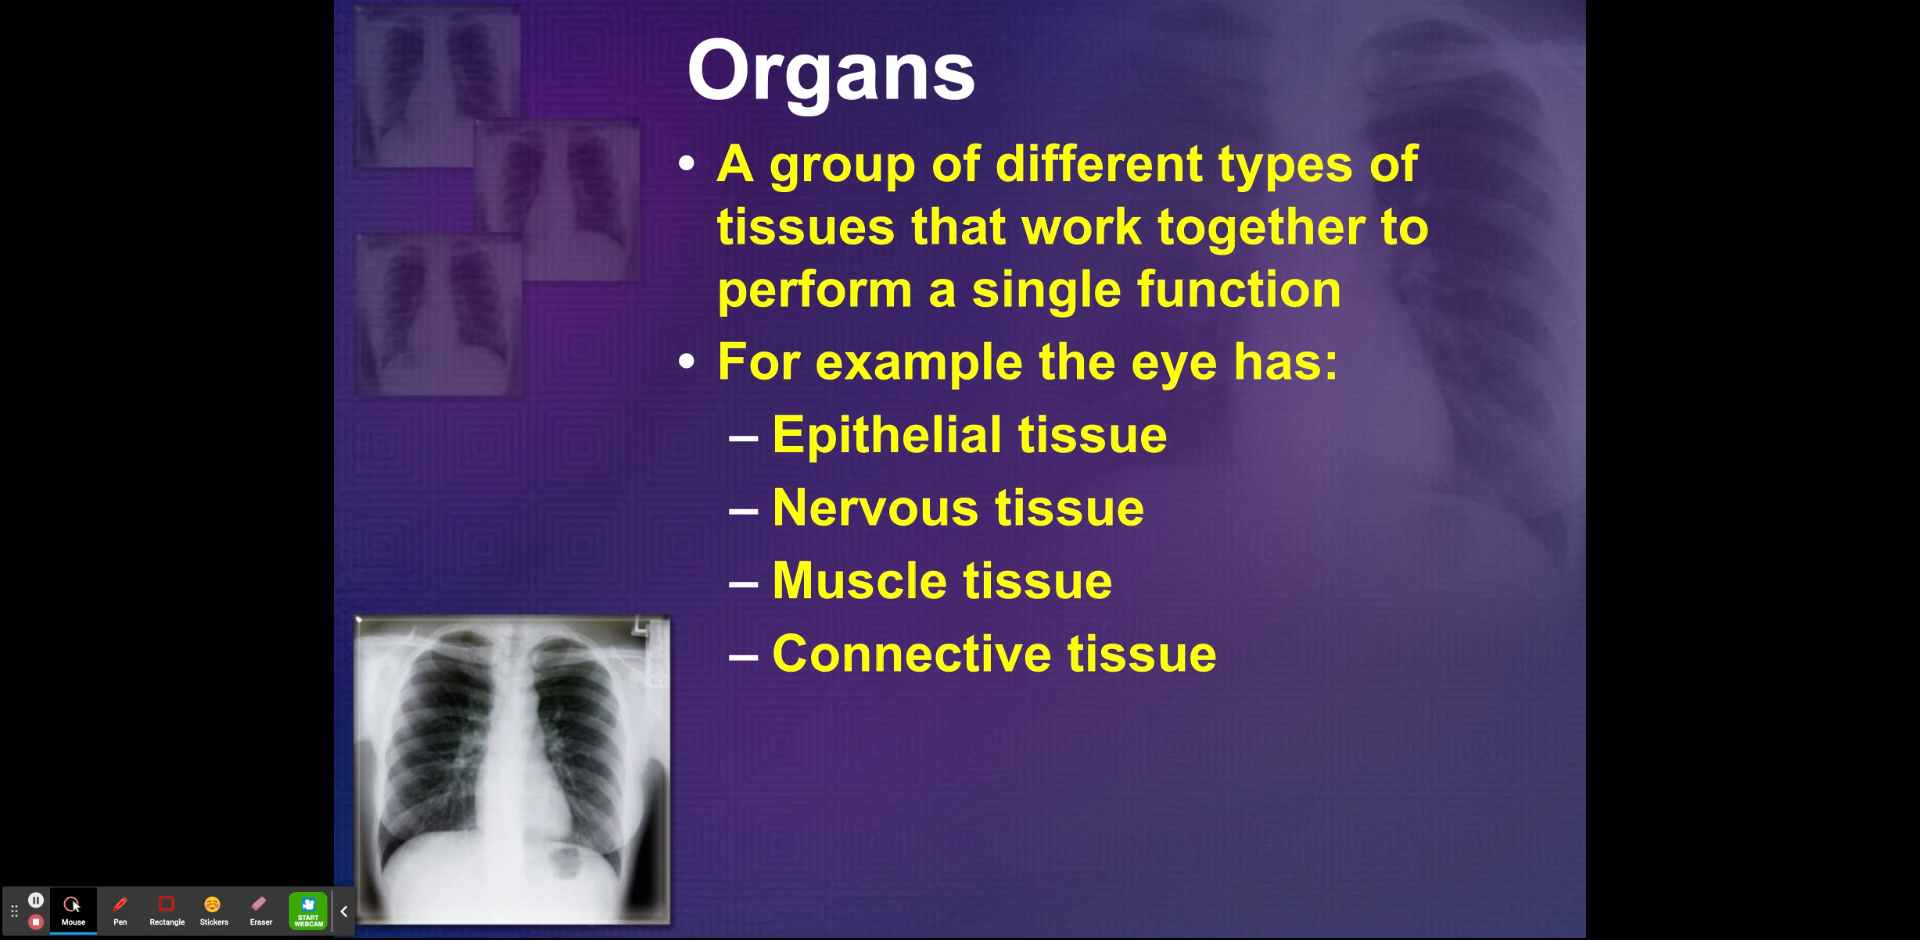 Organs
• A group of different types of
tissues that work together to
perform a single function
• For example the eye has:
– Epithelial tissue
– Nervous tissue
– Muscle tissue
– Connective tissue
Mouse
Pen
Rectangle
Stickers
Eraser
START
WEBCAM